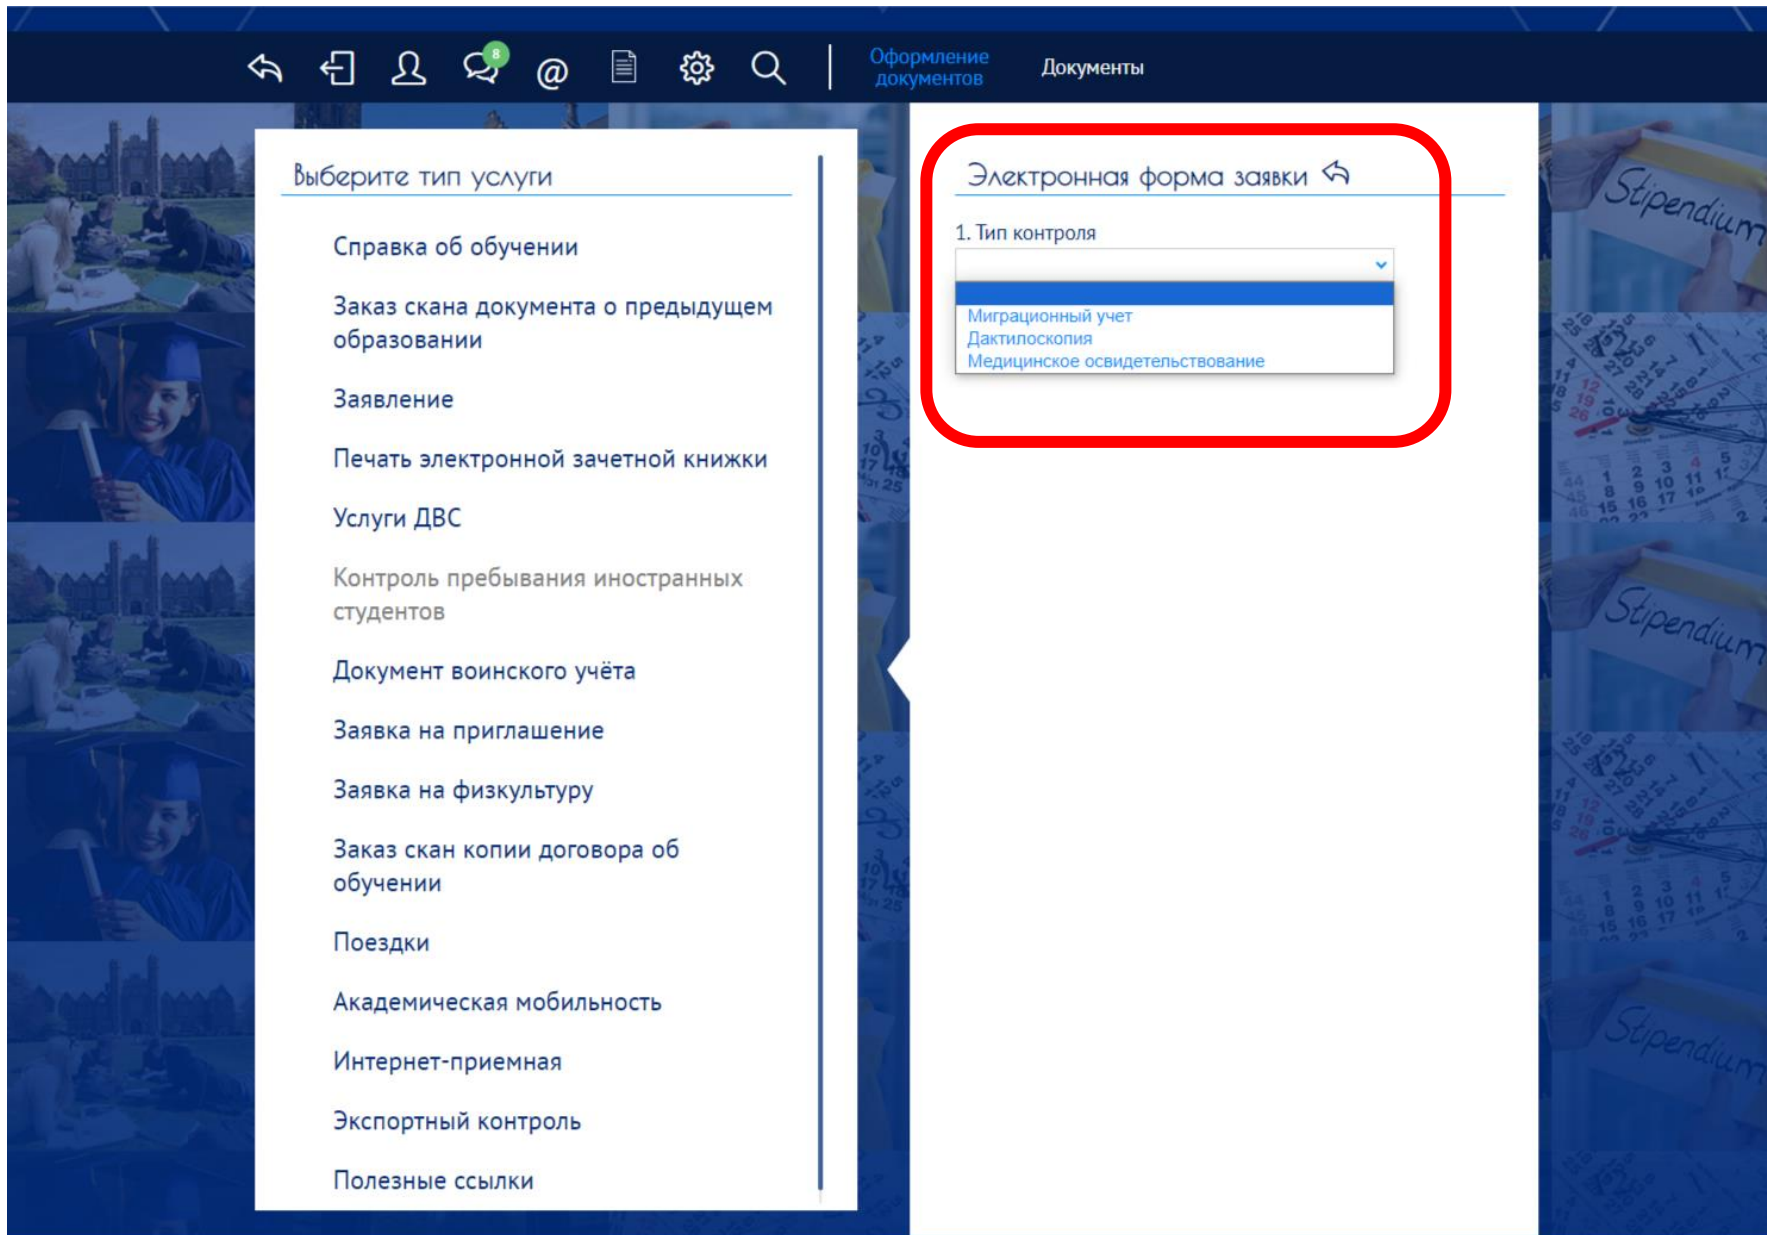 8
@
Оформление
документов
Документы
Выберите тип услуги
Справка об обучении
Заказ скана документа о предыдущем
образовании
Заявление
Печать электронной зачетной книжки
Услуги ДВС
Контроль пребывания иностранных
студентов
Документ воинского учёта
Заявка на приглашение
Заявка на физкультуру
Заказ скан копии договора об
обучении
Поездки
Академическая мобильность
Интернет-приемная
Экспортный контроль
Полезные ссылки
Электронная форма заявки
1. Тип контроля
Миграционный учет
Дактилоскопия
Медицинское освидетельствование
Stipendium
Stipendium
Stipendium